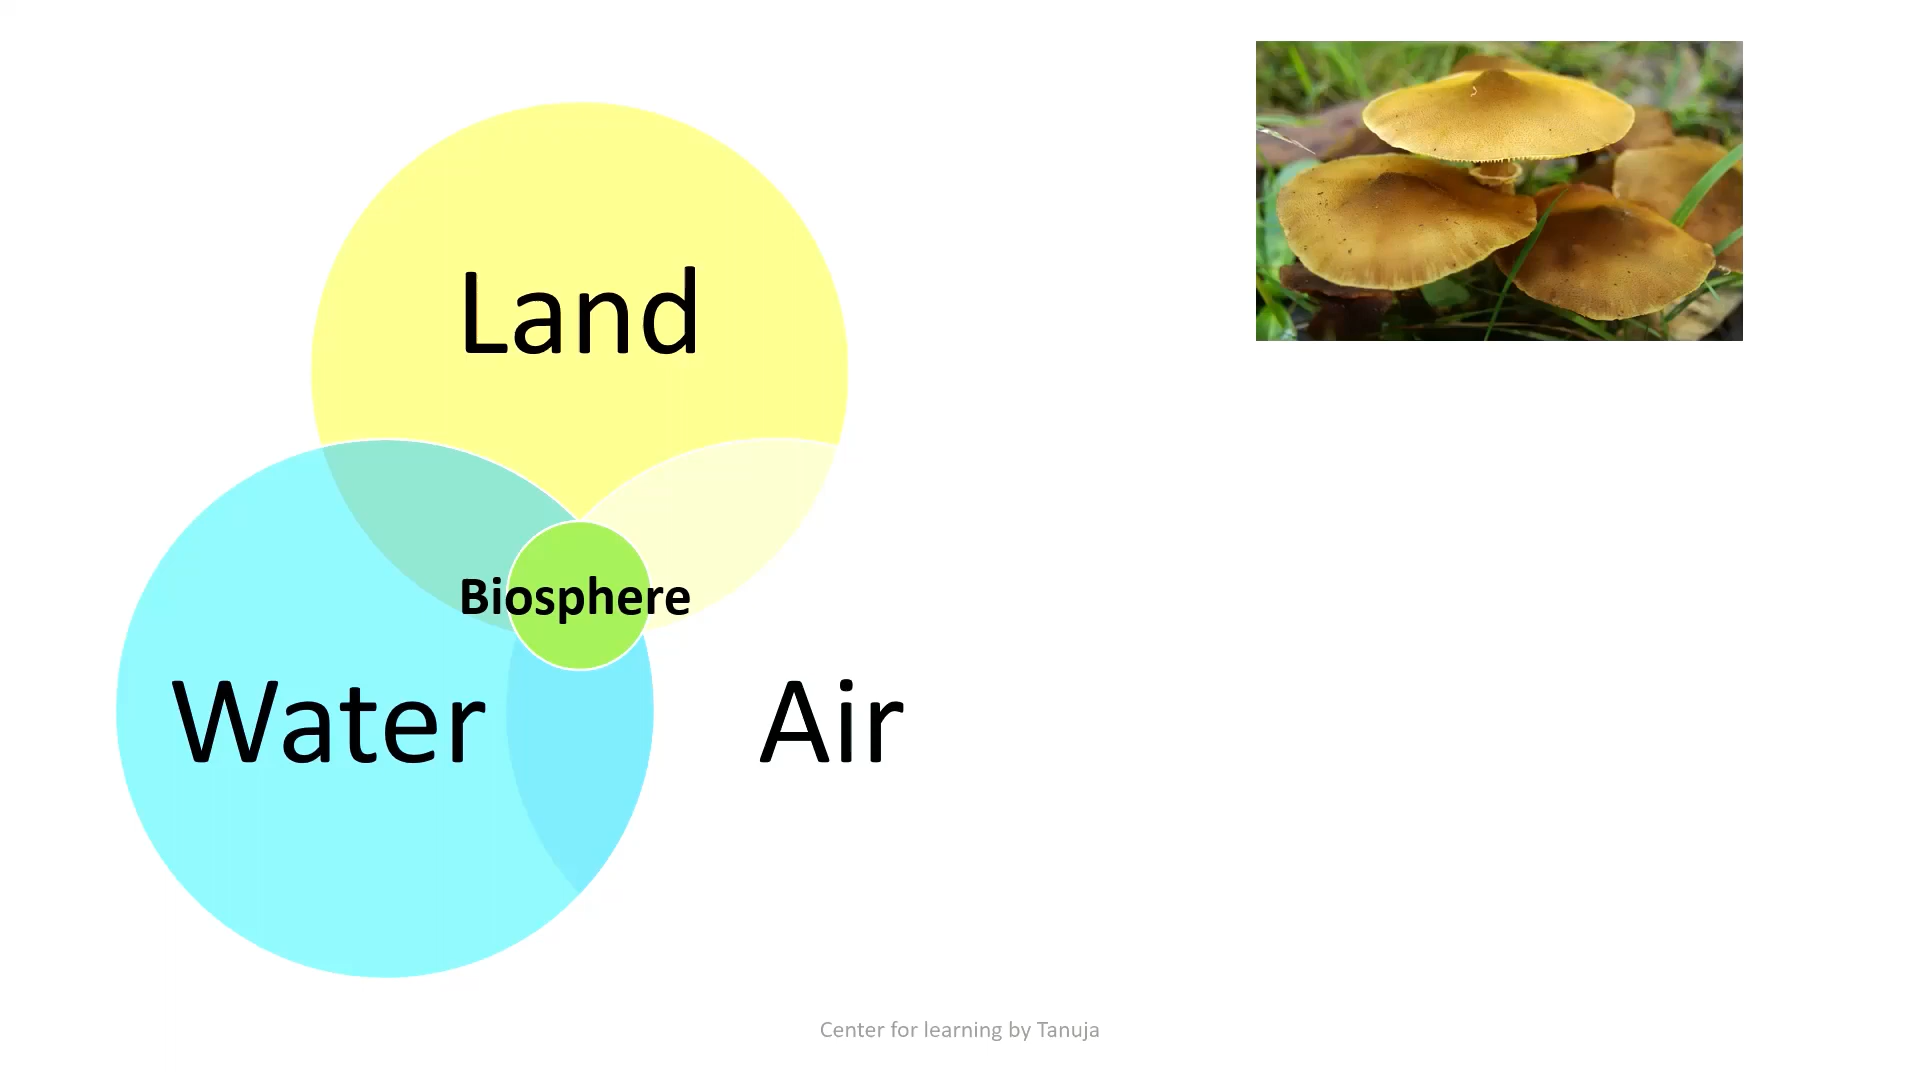 Land
Biosphere
Water
Air
Center for learning by Tanuja